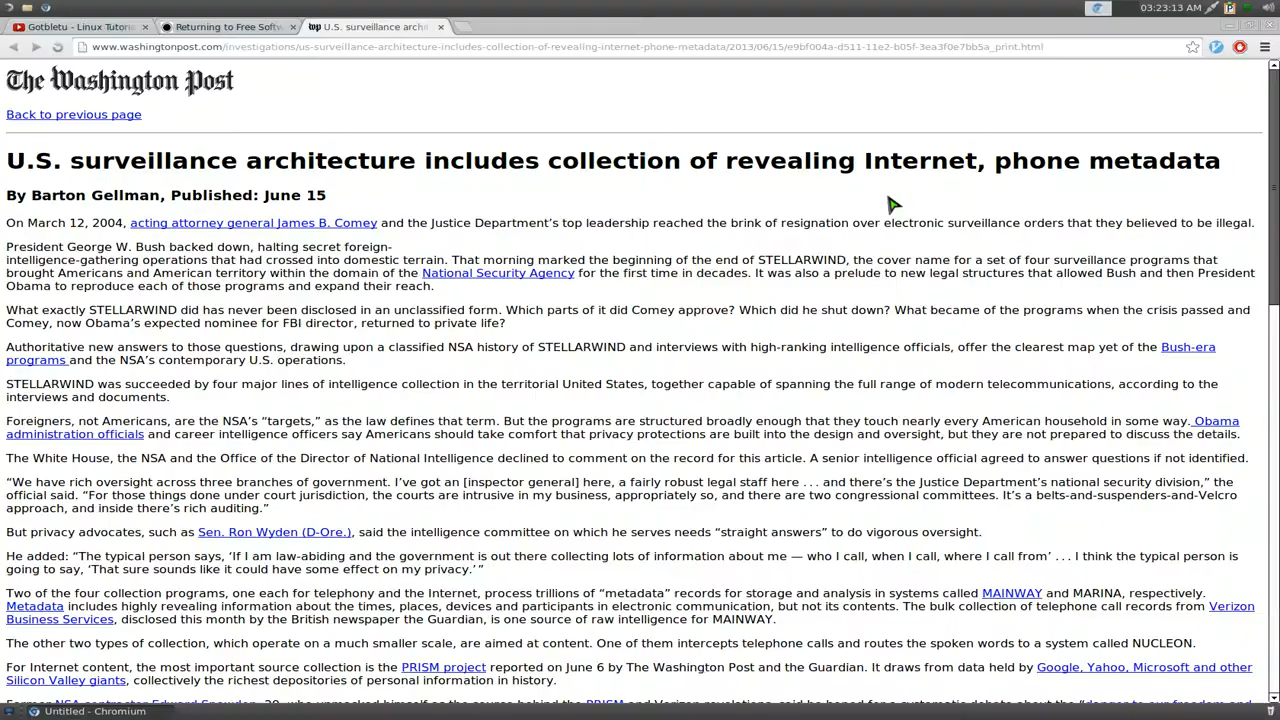 03:23:13 AM
Gotbletu - Linux Tutoria
Returning to Free Softw
wp U.S. surveillance archit
www.washingtonpost.com/investigations/us-surveillance-architecture-includes-collection-of-revealing-internet-phone-metadata/2013/06/15/e9bf004a-d511-11e2-b05f-3ea3f0e7bb5a_print.html
The Washington Post
Back to previous page
U.S. surveillance architecture includes collection of revealing Internet, phone metadata
By Barton Gellman, Published: June 15
On March 12, 2004, acting attorney general James B. Comey and the Justice Department’s top leadership reached the brink of resignation over electronic surveillance orders that they believed to be illegal.
President George W. Bush backed down, halting secret foreign-
intelligence-gathering operations that had crossed into domestic terrain. That morning marked the beginning of the end of STELLARWIND, the cover name for a set of four surveillance programs that
brought Americans and American territory within the domain of the National Security Agency for the first time in decades. It was also a prelude to new legal structures that allowed Bush and then President
Obama to reproduce each of those programs and expand their reach.
What exactly STELLARWIND did has never been disclosed in an unclassified form. Which parts of it did Comey approve? Which did he shut down? What became of the programs when the crisis passed and
Comey, now Obama’s expected nominee for FBI director, returned to private life?
Authoritative new answers to those questions, drawing upon a classified NSA history of STELLARWIND and interviews with high-ranking intelligence officials, offer the clearest map yet of the Bush-era
programs and the NSA’s contemporary U.S. operations.
STELLARWIND was succeeded by four major lines of intelligence collection in the territorial United States, together capable of spanning the full range of modern telecommunications, according to the
interviews and documents.
Foreigners, not Americans, are the NSA’s “targets,” as the law defines that term. But the programs are structured broadly enough that they touch nearly every American household in some way. Obama
administration officials and career intelligence officers say Americans should take comfort that privacy protections are built into the design and oversight, but they are not prepared to discuss the details.
The White House, the NSA and the Office of the Director of National Intelligence declined to comment on the record for this article. A senior intelligence official agreed to answer questions if not identified.
“We have rich oversight across three branches of government. I’ve got an [inspector general] here, a fairly robust legal staff here . . . and there’s the Justice Department’s national security division,” the
official said. “For those things done under court jurisdiction, the courts are intrusive in my business, appropriately so, and there are two congressional committees. It’s a belts-and-suspenders-and-Velcro
approach, and inside there’s rich auditing.”
But privacy advocates, such as Sen. Ron Wyden (D-Ore.), said the intelligence committee on which he serves needs “straight answers” to do vigorous oversight.
He added: “The typical person says, ‘If I am law-abiding and the government is out there collecting lots of information about me — who I call, when I call, where I call from’ . . . I think the typical person is
going to say, ‘That sure sounds like it could have some effect on my privacy.’ ”
Two of the four collection programs, one each for telephony and the Internet, process trillions of “metadata” records for storage and analysis in systems called MAINWAY and MARINA, respectively.
Metadata includes highly revealing information about the times, places, devices and participants in electronic communication, but not its contents. The bulk collection of telephone call records from Verizon
Business Services, disclosed this month by the British newspaper the Guardian, is one source of raw intelligence for MAINWAY.
The other two types of collection, which operate on a much smaller scale, are aimed at content. One of them intercepts telephone calls and routes the spoken words to a system called NUCLEON.
For Internet content, the most important source collection is the PRISM project reported on June 6 by The Washington Post and the Guardian. It draws from data held by Google, Yahoo, Microsoft and other
Silicon Valley giants, collectively the richest depositories of personal information in history.
Untitled - Chromium